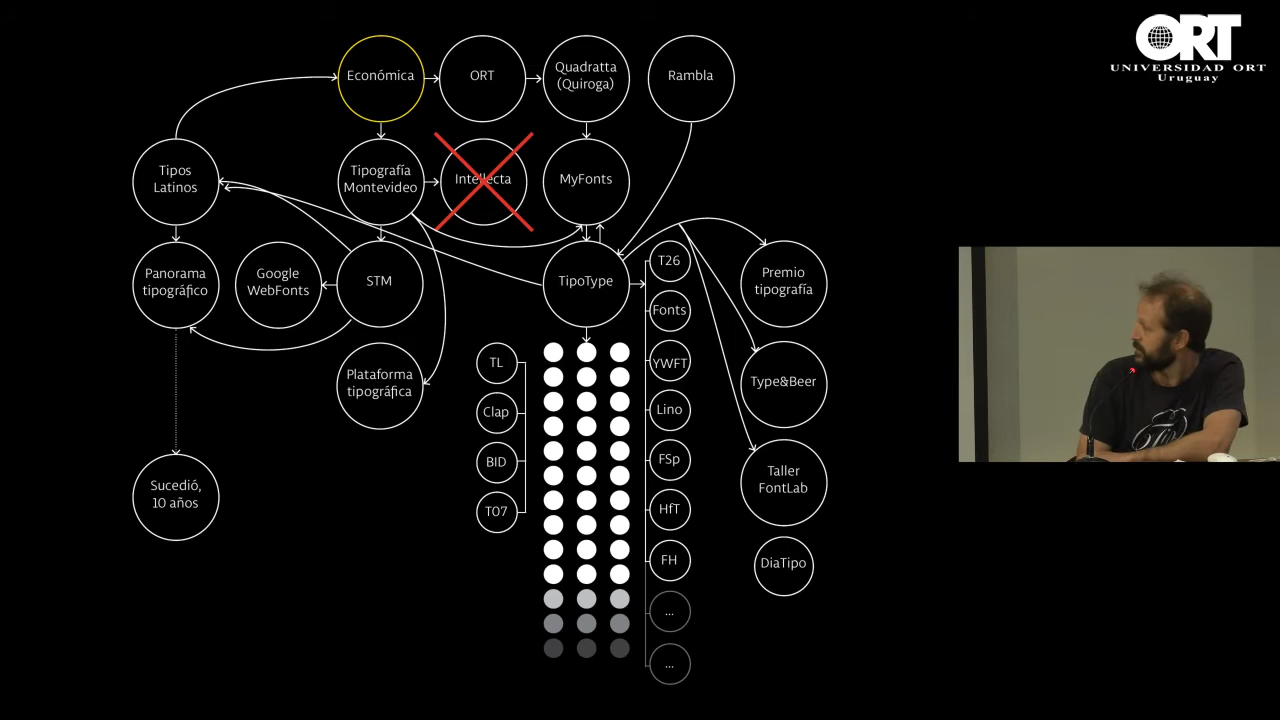 ORT
UNIVERSIDAD ORT
Uruguay
Económica
ORT
Quadratta
(Quiroga)
Rambla
Tipos
Latinos
Tipografía
Montevideo
Intellecta
MyFonts
Panorama
tipográfico
Google
WebFonts
STM
TipoType
T26
Premio
tipografía
Fonts
TL
Plataforma
tipográfica
YWFT
Type&Beer
Clap
Lino
BID
FSp
Taller
FontLab
Sucedió,
10 años
T07
HfT
FH
DiaTipo
...
...